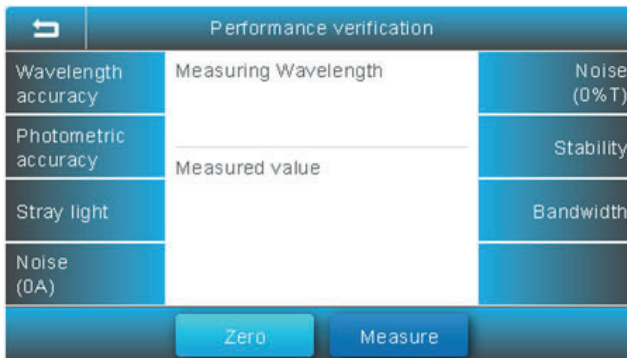 Performance verification
Wavelength
accuracy
Photometric
accuracy
Stray light
Noise
(0A)
Measuring Wavelength
Measured value
Noise
(0%T)
Stability
Bandwidth
Zero
Measure